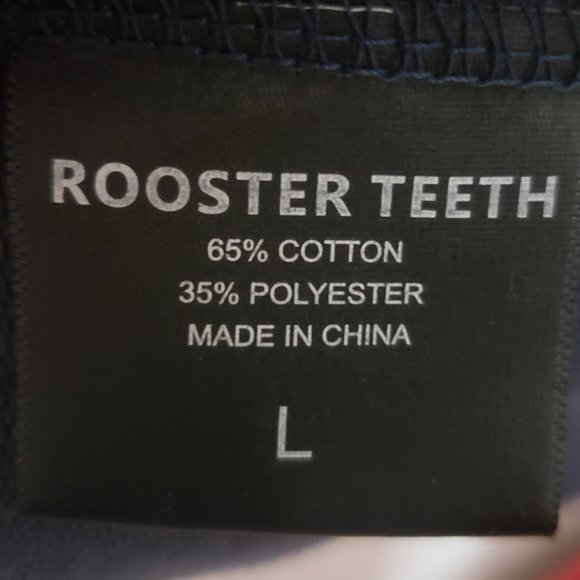 ROOSTER TEETH
65% COTTON
35% POLYESTER
MADE IN CHINA
L